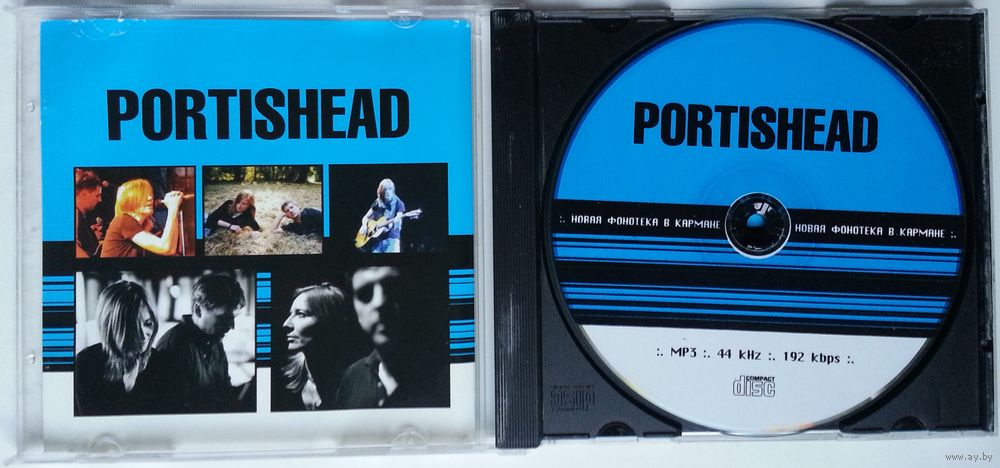 PORTISHEAD
PORTISHEAD
:. НОВАЯ ФОНОТЕКА В КАРМАНЕ
НОВАЯ ФОНОТЕКА В КАРМАНЕ :.
:. MP3 :. 44 kHz :. 192 kbps :.
COMPACT
disc
www.ay.by